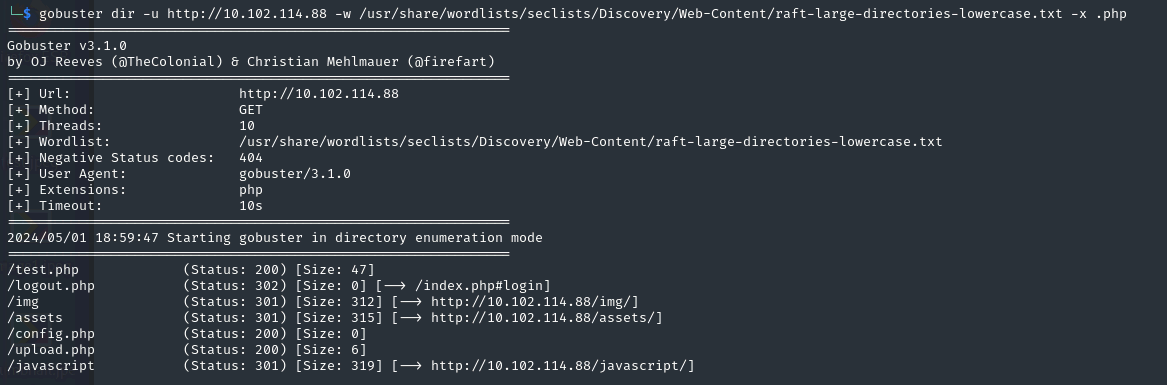 └─$ gobuster dir -u http://10.102.114.88 -w /usr/share/wordlists/seclists/Discovery/Web-Content/raft-large-directories-lowercase.txt -x .php
===============================================================
Gobuster v3.1.0
by OJ Reeves (@TheColonial) & Christian Mehlmauer (@firefart)
===============================================================
[+] Url:                     http://10.102.114.88
[+] Method:                  GET
[+] Threads:                 10
[+] Wordlist:                /usr/share/wordlists/seclists/Discovery/Web-Content/raft-large-directories-lowercase.txt
[+] Negative Status codes:   404
[+] User Agent:              gobuster/3.1.0
[+] Extensions:              php
[+] Timeout:                 10s
===============================================================
2024/05/01 18:59:47 Starting gobuster in directory enumeration mode
===============================================================
/test.php             (Status: 200) [Size: 47]
/logout.php           (Status: 302) [Size: 0] [--> /index.php#login]
/img                  (Status: 301) [Size: 312] [--> http://10.102.114.88/img/]
/assets               (Status: 301) [Size: 315] [--> http://10.102.114.88/assets/]
/config.php           (Status: 200) [Size: 0]
/upload.php           (Status: 200) [Size: 6]
/javascript           (Status: 301) [Size: 319] [--> http://10.102.114.88/javascript/]